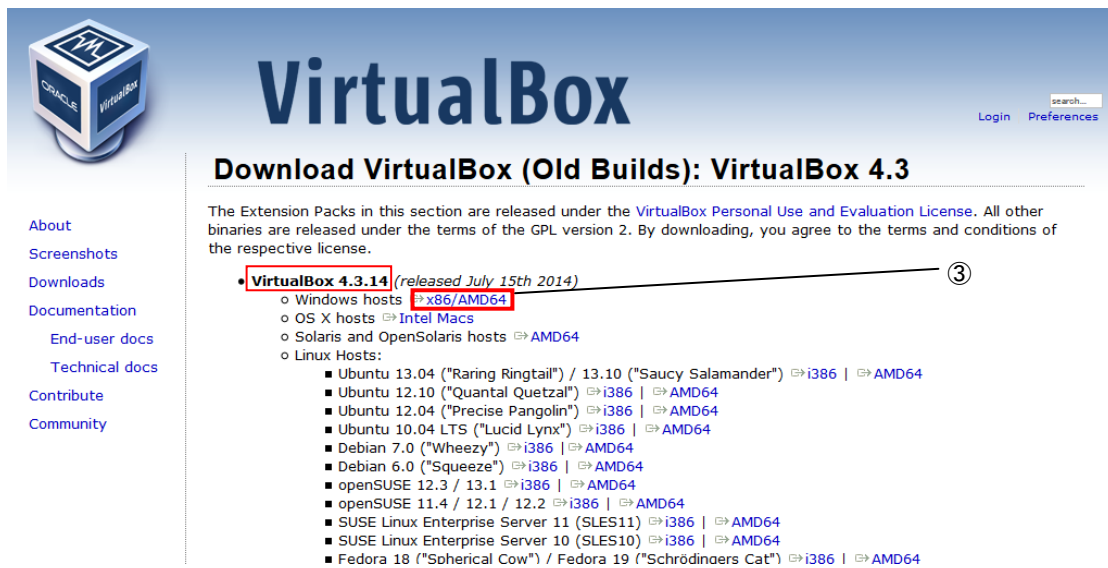 ORACLE
VirtualBox
VirtualBox
search...
Login Preferences
Download VirtualBox (Old Builds): VirtualBox 4.3
The Extension Packs in this section are released under the VirtualBox Personal Use and Evaluation License. All other
binaries are released under the terms of the GPL version 2. By downloading, you agree to the terms and conditions of
the respective license.
About
Screenshots
Downloads
Documentation
End-user docs
Technical docs
Contribute
Community
• VirtualBox 4.3.14 (released July 15th 2014)
③
Windows hosts x86/AMD64
OS X hosts Intel Macs
Solaris and OpenSolaris hosts AMD64
Linux Hosts:
Ubuntu 13.04 ("Raring Ringtail") / 13.10 ("Saucy Salamander") i386 | AMD64
Ubuntu 12.10 ("Quantal Quetzal") i386 | AMD64
Ubuntu 12.04 ("Precise Pangolin") i386 | AMD64
Ubuntu 10.04 LTS ("Lucid Lynx") i386 | AMD64
Debian 7.0 ("Wheezy") i386 | AMD64
Debian 6.0 ("Squeeze") i386 | AMD64
openSUSE 12.3 / 13.1 i386 | AMD64
openSUSE 11.4 / 12.1 / 12.2 i386 | AMD64
SUSE Linux Enterprise Server 11 (SLES11) i386 | AMD64
SUSE Linux Enterprise Server 10 (SLES10) i386 | AMD64
Fedora 18 ("Spherical Cow") / Fedora 19 ("Schrödingers Cat") i386 | AMD64